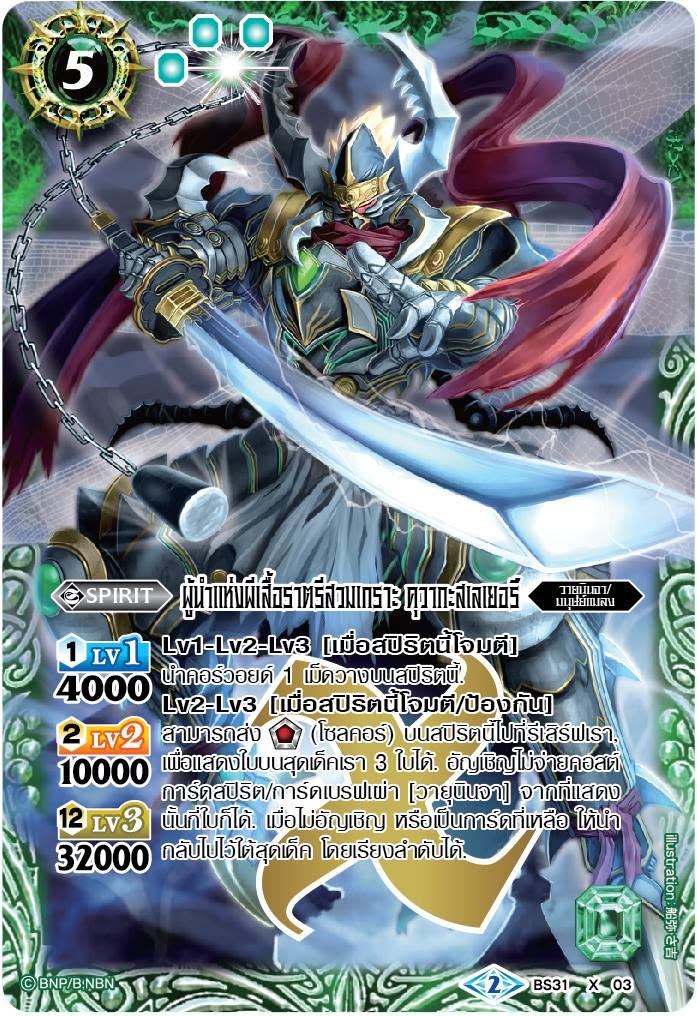 5
SPIRIT
ผู้นำแห่งผีเสื้อราตรีสวมเกราะ คุวากะสเลเยอร์
วายุนินจา/
มนุษย์แมลง
1 LV1
4000
2 LV2
10000
12 LV3
32000
Lv1-Lv2-Lv3 [เมื่อสปิริตนี้โจมตี]
นำคอร์วอยด์ 1 เม็ดวางบนสปิริตนี้.
Lv2-Lv3 [เมื่อสปิริตนี้โจมตี/ป้องกัน]
สามารถส่ง (โซลคอร์) บนสปิริตนี้ไปที่รีเสิร์ฟเรา,
เพื่อแสดงใบบนสุดเด็คเรา 3 ใบได้. อัญเชิญไม่จ่ายคอสต์
การ์ดสปิริต/การ์ดเบรฟเผ่า [วายุนินจา] จากที่แสดง
นั้นกี่ใบก็ได้. เมื่อไม่อัญเชิญ หรือเป็นการ์ดที่เหลือ ให้นำ
กลับไปไว้ใต้สุดเด็ค โดยเรียงลำดับได้.
X
illustration : 船弥さ吉
©BNP/B,NBN
2
BS31 X 03